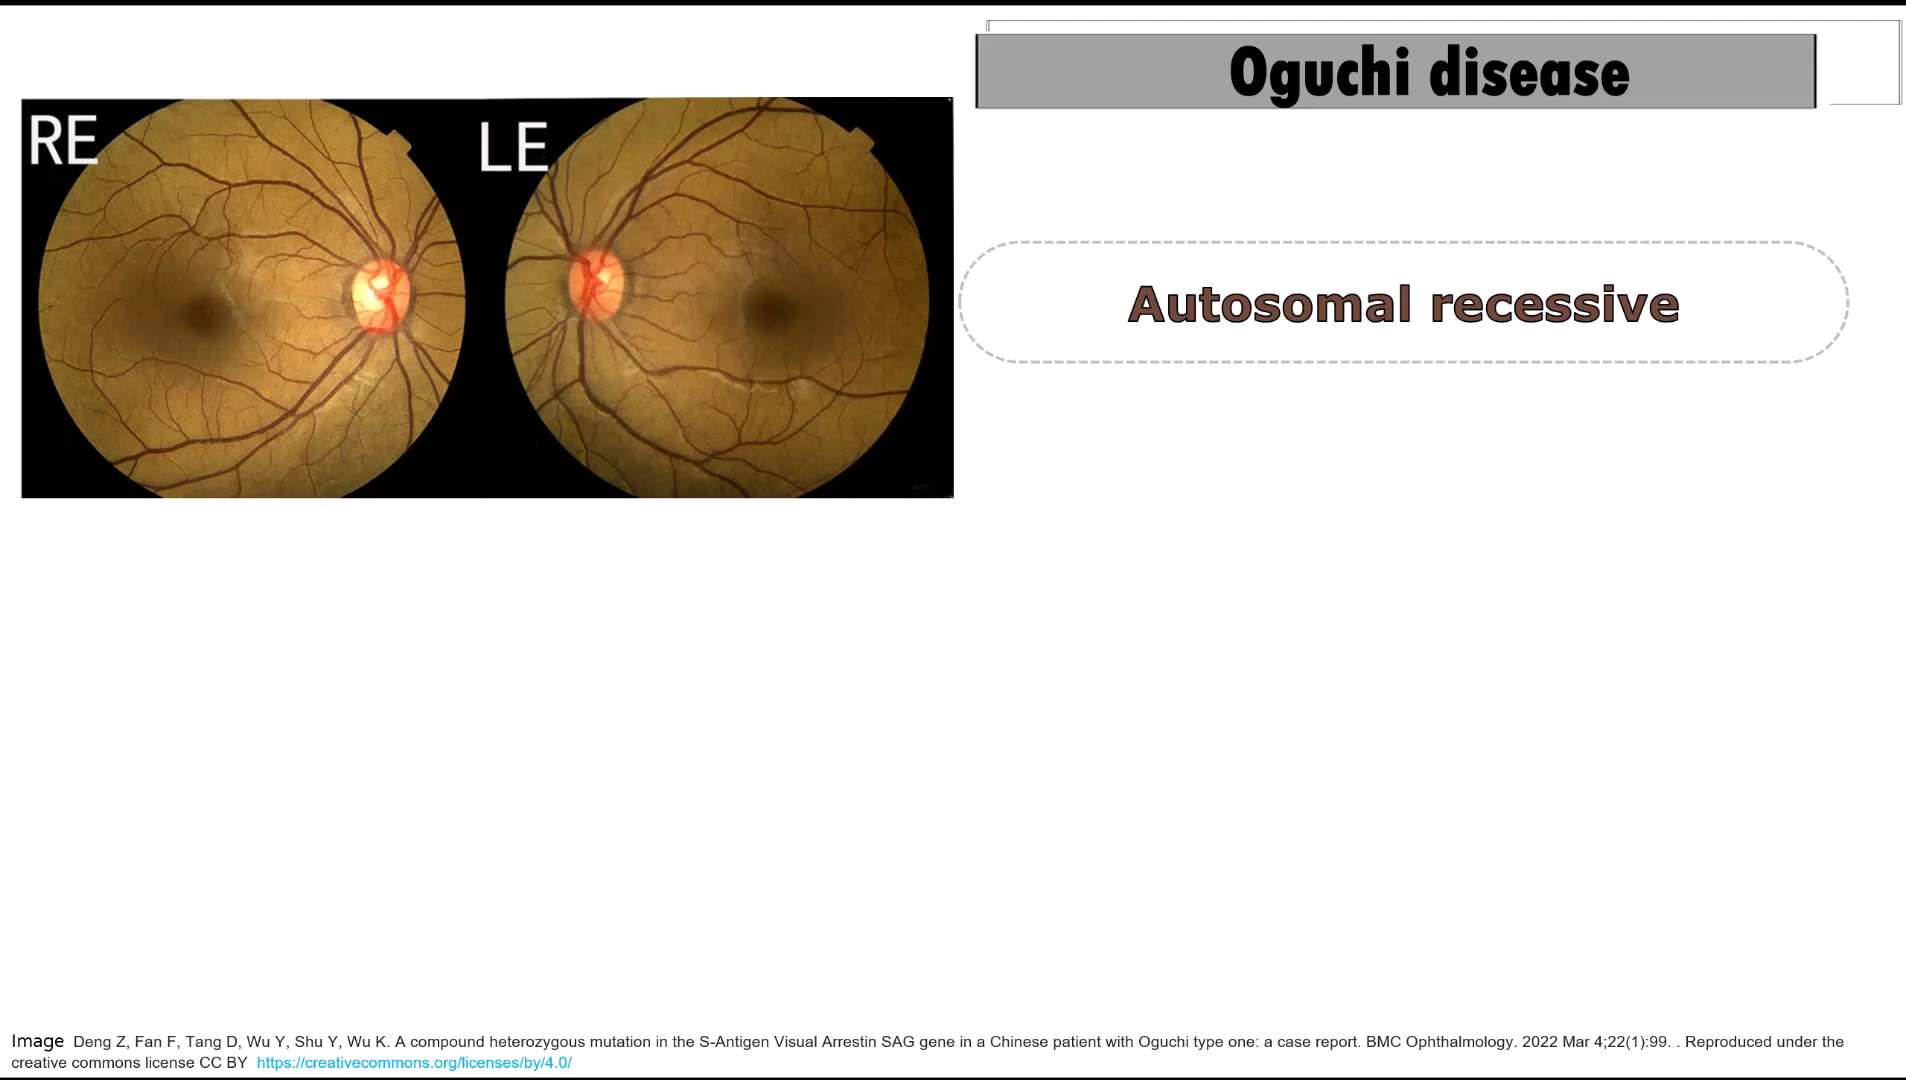 Oguchi disease
RE
LE
Autosomal recessive
Image Deng Z, Fan F, Tang D, Wu Y, Shu Y, Wu K. A compound heterozygous mutation in the S-Antigen Visual Arrestin SAG gene in a Chinese patient with Oguchi type one: a case report. BMC Ophthalmology. 2022 Mar 4;22(1):99. . Reproduced under the
creative commons license CC BY https://creativecommons.org/licenses/by/4.0/